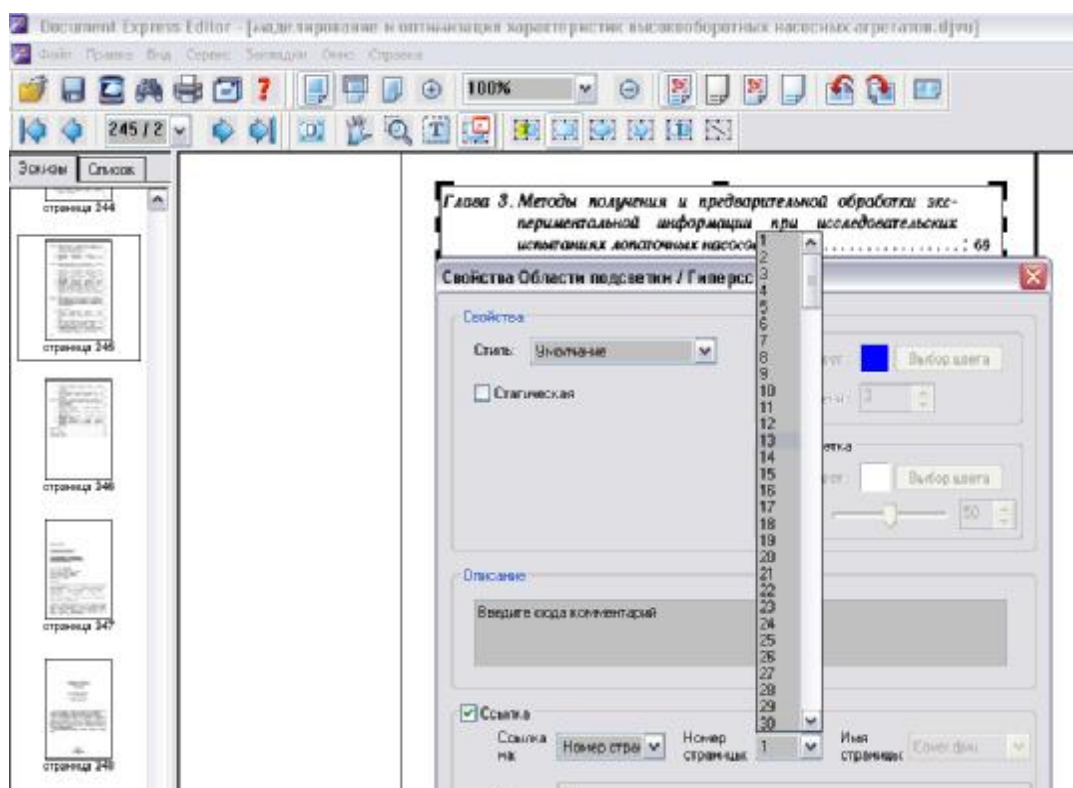 Document Express Editor - [моделирование и оптимизация характеристик высокооборотных насосных агрегатов.djvu]
Файл Правка Вид Сервис Закладки Окно Справка
100%
245 / 2
Эскизы Список
страница 244
страница 245
страница 246
страница 247
страница 248
Глава 3. Методы получения и предварительной обработки экс-
периментальной информации при исследовательских
испытаниях лопаточных насосо .................: 69
Свойства Области подсветки / Гиперсс
Свойства
Стиль: Умолчание
Статическая
Выбор цвета
3
етка
Выбор цвета
50
1
2
3
4
5
6
7
8
9
10
11
12
13
14
15
16
17
18
19
20
21
22
23
24
25
26
27
28
29
30
Описание
Введите сюда комментарий
Ссылка
Ссылка на: Номер стра Номер страницы: 1 Имя страницы: Cover.djvu